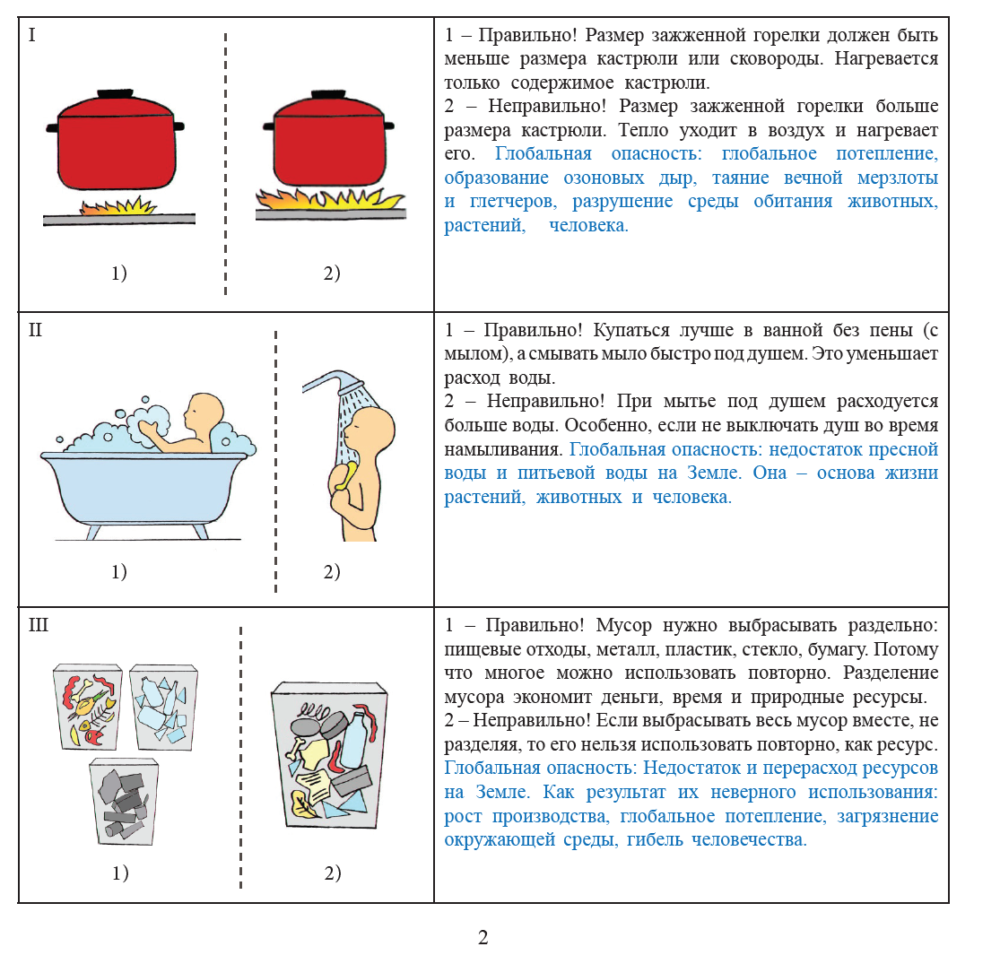 I
1)
2)
1 – Правильно! Размер зажженной горелки должен быть
меньше размера кастрюли или сковороды. Нагревается
только содержимое кастрюли.
2 – Неправильно! Размер зажженной горелки больше
размера кастрюли. Тепло уходит в воздух и нагревает
его. Глобальная опасность: глобальное потепление,
образование озоновых дыр, таяние вечной мерзлоты
и глетчеров, разрушение среды обитания животных,
растений, человека.
II
1)
2)
1 – Правильно! Купаться лучше в ванной без пены (с
мылом), а смывать мыло быстро под душем. Это уменьшает
расход воды.
2 – Неправильно! При мытье под душем расходуется
больше воды. Особенно, если не выключать душ во время
намыливания. Глобальная опасность: недостаток пресной
воды и питьевой воды на Земле. Она – основа жизни
растений, животных и человека.
III
1)
2)
1 – Правильно! Мусор нужно выбрасывать раздельно:
пищевые отходы, металл, пластик, стекло, бумагу. Потому
что многое можно использовать повторно. Разделение
мусора экономит деньги, время и природные ресурсы.
2 – Неправильно! Если выбрасывать весь мусор вместе, не
разделяя, то его нельзя использовать повторно, как ресурс.
Глобальная опасность: Недостаток и перерасход ресурсов
на Земле. Как результат их неверного использования:
рост производства, глобальное потепление, загрязнение
окружающей среды, гибель человечества.
2